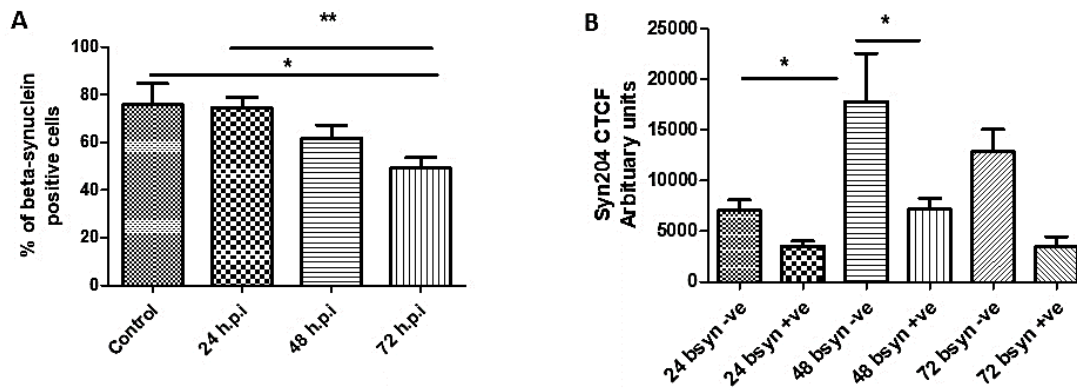 A
% of beta-synuclein
positive cells
100
80
60
40
20
0
**
*
Control
24 h.p.i
48 h.p.i
72 h.p.i
B
Syn204 CTCF
Arbituary units
25000
20000
15000
10000
5000
0
*
*
24 bsyn -ve
24 bsyn +ve
48 bsyn -ve
48 bsyn +ve
72 bsyn -ve
72 bsyn +ve